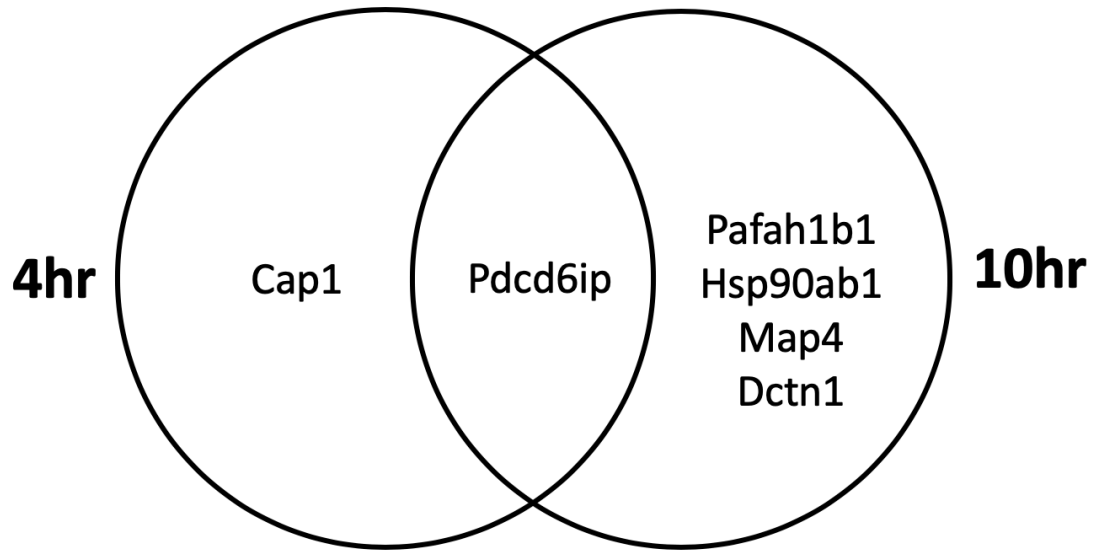 4hr
Cap1
Pdcd6ip
Pafah1b1
Hsp90ab1
Map4
Dctn1
10hr